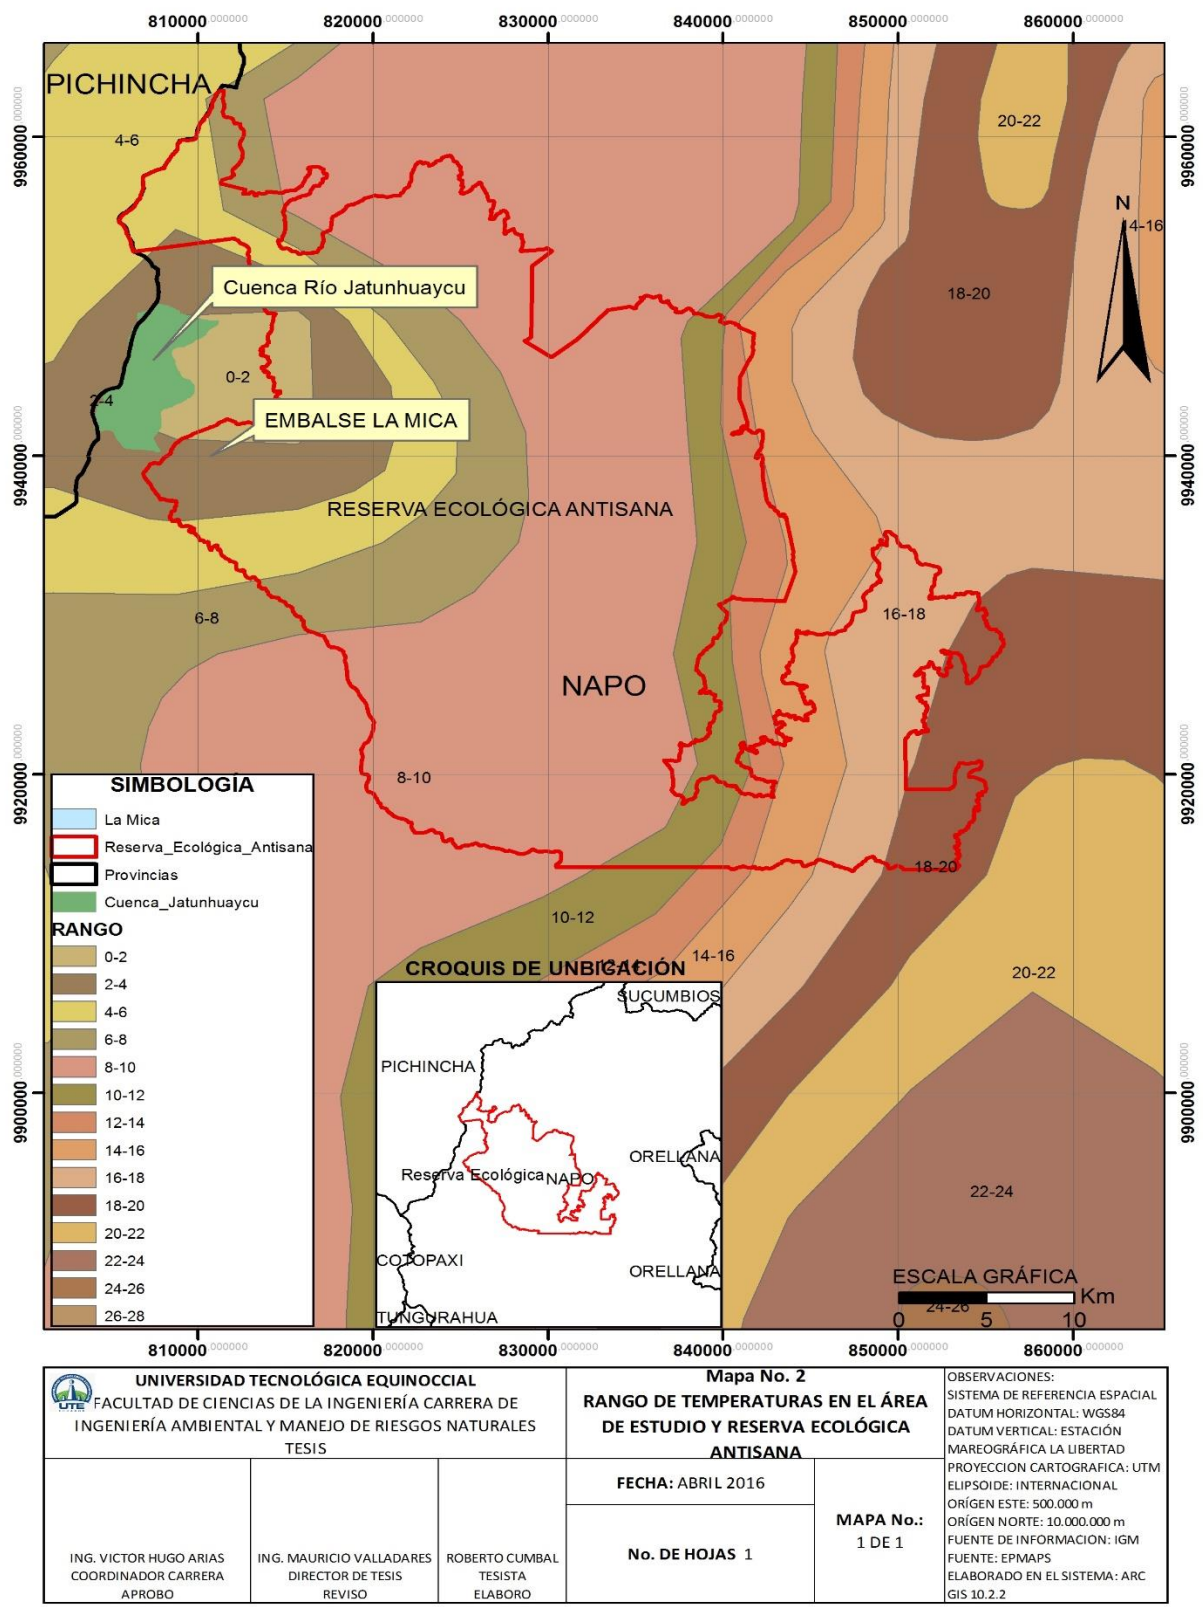 810000.000000 820000.000000 830000.000000 840000.000000 850000.000000 860000.000000
PICHINCHA
4-6
20-22
9960000.000000
9960000.000000
N
4-16
Cuenca Río Jatunhuaycu
18-20
0-2
2-4
EMBALSE LA MICA
9940000.000000
9940000.000000
RESERVA ECOLÓGICA ANTISANA
6-8
16-18
NAPO
8-10
9920000.000000
9920000.000000
SIMBOLOGÍA
La Mica
Reserva_Ecológica_Antisana
Provincias
Cuenca_Jatunhuaycu
RANGO
0-2
2-4
4-6
6-8
8-10
10-12
12-14
14-16
16-18
18-20
20-22
22-24
24-26
26-28
18-20
10-12
12-14
14-16
20-22
CROQUIS DE UNBIGACIÓN
SUCUMBIOS
PICHINCHA
ORELLANA
Reserva Ecológica
NAPO
COTOPAXI
ORELLANA
TUNGURAHUA
9900000.000000
9900000.000000
22-24
ESCALA GRÁFICA
Km
24-26
0 5 10
810000.000000 820000.000000 830000.000000 840000.000000 850000.000000 860000.000000
UTE
UNIVERSIDAD TECNOLÓGICA EQUINOCCIAL
FACULTAD DE CIENCIAS DE LA INGENIERÍA CARRERA DE
INGENIERÍA AMBIENTAL Y MANEJO DE RIESGOS NATURALES
TESIS
Mapa No. 2
RANGO DE TEMPERATURAS EN EL ÁREA
DE ESTUDIO Y RESERVA ECOLÓGICA
ANTISANA
FECHA: ABRIL 2016
No. DE HOJAS 1
MAPA No.:
1 DE 1
ING. VICTOR HUGO ARIAS
COORDINADOR CARRERA
APROBO
ING. MAURICIO VALLADARES
DIRECTOR DE TESIS
REVISO
ROBERTO CUMBAL
TESISTA
ELABORO
OBSERVACIONES:
SISTEMA DE REFERENCIA ESPACIAL
DATUM HORIZONTAL: WGS84
DATUM VERTICAL: ESTACIÓN
MAREOGRÁFICA LA LIBERTAD
PROYECCION CARTOGRAFICA: UTM
ELIPSOIDE: INTERNACIONAL
ORÍGEN ESTE: 500.000 m
ORÍGEN NORTE: 10.000.000 m
FUENTE DE INFORMACION: IGM
FUENTE: EPMAPS
ELABORADO EN EL SISTEMA: ARC
GIS 10.2.2